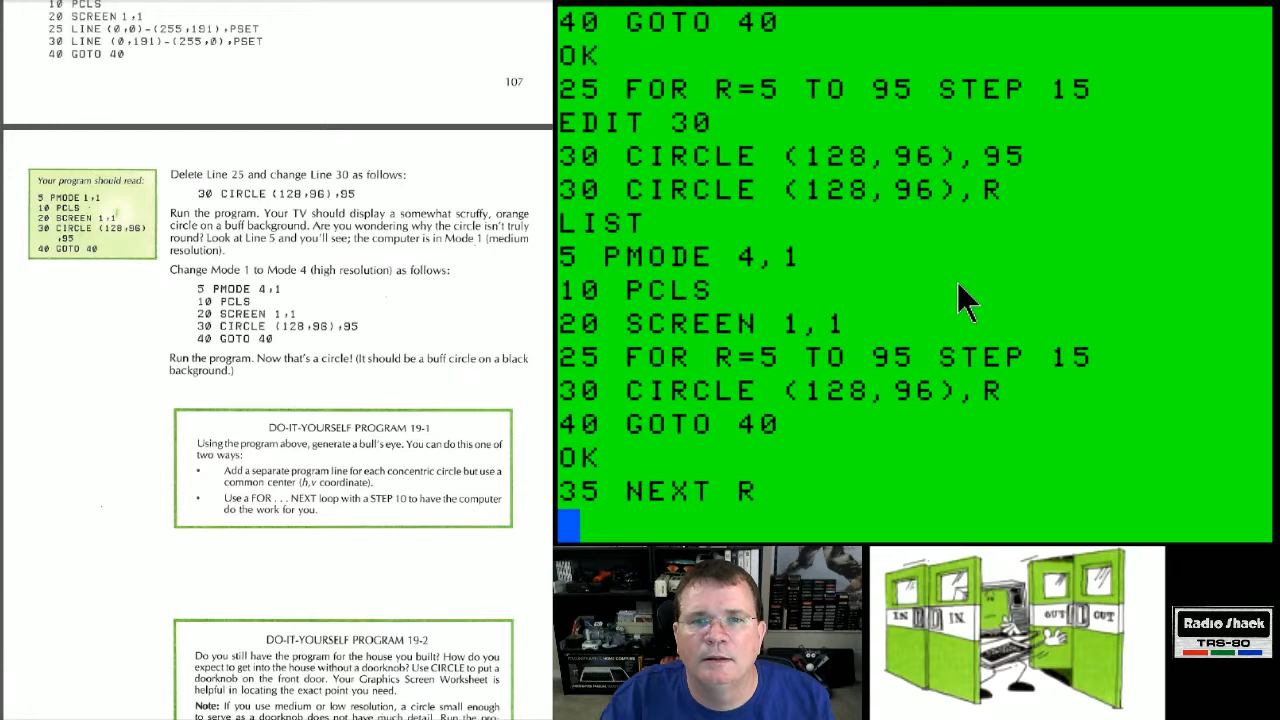 10 PCLS
20 SCREEN 1,1
25 LINE (0,0)-(255,191),PSET
30 LINE (0,191)-(255,0),PSET
40 GOTO 40
107
Your program should read:
5 PMODE 1,1
10 PCLS
20 SCREEN 1,1
30 CIRCLE (128,96)
,95
40 GOTO 40
Delete Line 25 and change Line 30 as follows:
30 CIRCLE (128,96),95
Run the program. Your TV should display a somewhat scruffy, orange
circle on a buff background. Are you wondering why the circle isn't truly
round? Look at Line 5 and you'll see; the computer is in Mode 1 (medium
resolution).
Change Mode 1 to Mode 4 (high resolution) as follows:
5 PMODE 4,1
10 PCLS
20 SCREEN 1,1
30 CIRCLE (128,96),95
40 GOTO 40
Run the program. Now that's a circle! (It should be a buff circle on a black
background.)
DO-IT-YOURSELF PROGRAM 19-1
Using the program above, generate a bull's eye. You can do this one of
two ways:
• Add a separate program line for each concentric circle but use a
common center (h,v coordinate).
• Use a FOR . . . NEXT loop with a STEP 10 to have the computer
do the work for you.
DO-IT-YOURSELF PROGRAM 19-2
Do you still have the program for the house you built? How do you
expect to get into the house without a doorknob? Use CIRCLE to put a
doorknob on the front door. Your Graphics Screen Worksheet is
helpful in locating the exact point you need.
Note: If you use medium or low resolution, a circle small enough
to serve as a doorknob does not have much detail. Run the pro-
40 GOTO 40
OK
25 FOR R=5 TO 95 STEP 15
EDIT 30
30 CIRCLE (128,96),95
30 CIRCLE (128,96),R
LIST
5 PMODE 4,1
10 PCLS
20 SCREEN 1,1
25 FOR R=5 TO 95 STEP 15
30 CIRCLE (128,96),R
40 GOTO 40
OK
35 NEXT R
IN IN OUT OUT
Radio Shack
TRS-80